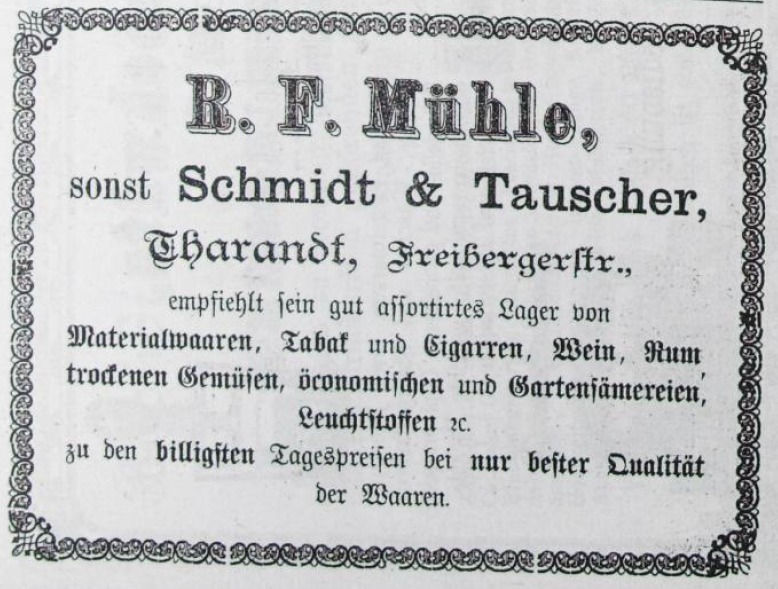 R. F. Mühle,
sonst Schmidt & Tauscher,
Tharandt, Freibergerstr.,
empfiehlt sein gut assortirtes Lager von
Materialwaaren, Tabak und Cigarren, Wein, Rum,
trockenen Gemüsen, öconomischen und Gartensämereien,
Leuchtstoffen ꝛc.
zu den billigsten Tagespreisen bei nur bester Qualität
der Waaren.